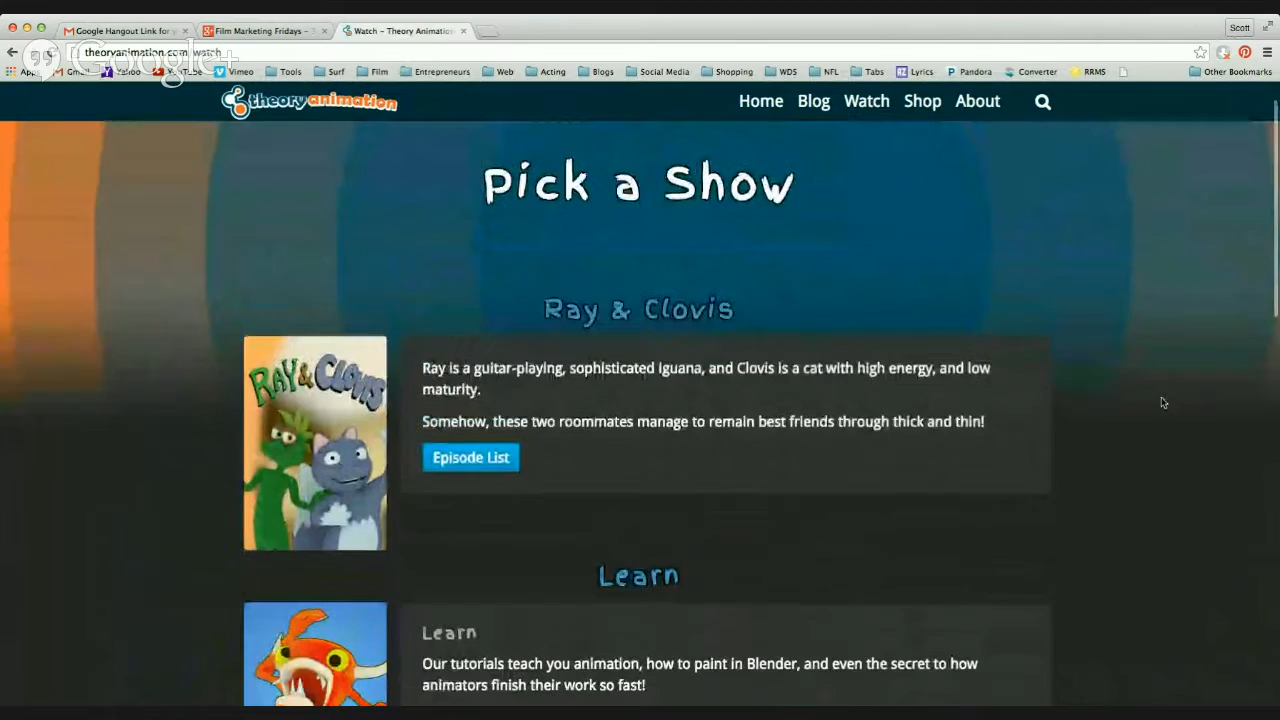 Google Hangout Link for y
Film Marketing Fridays -
Watch – Theory Animation
Scott
Google+
theoryanimation.com/watch
Apps Gmail Yahoo YouTube Vimeo Tools Surf Film Entrepreneurs Web Acting Blogs Social Media Shopping WDS NFL Tabs Lyrics Pandora Converter RRMS Other Bookmarks
theoryanimation
Home Blog Watch Shop About
Pick a Show
Ray & Clovis
RAY & CLOVIS
Ray is a guitar-playing, sophisticated iguana, and Clovis is a cat with high energy, and low
maturity.
Somehow, these two roommates manage to remain best friends through thick and thin!
Episode List
Learn
Learn
Our tutorials teach you animation, how to paint in Blender, and even the secret to how
animators finish their work so fast!